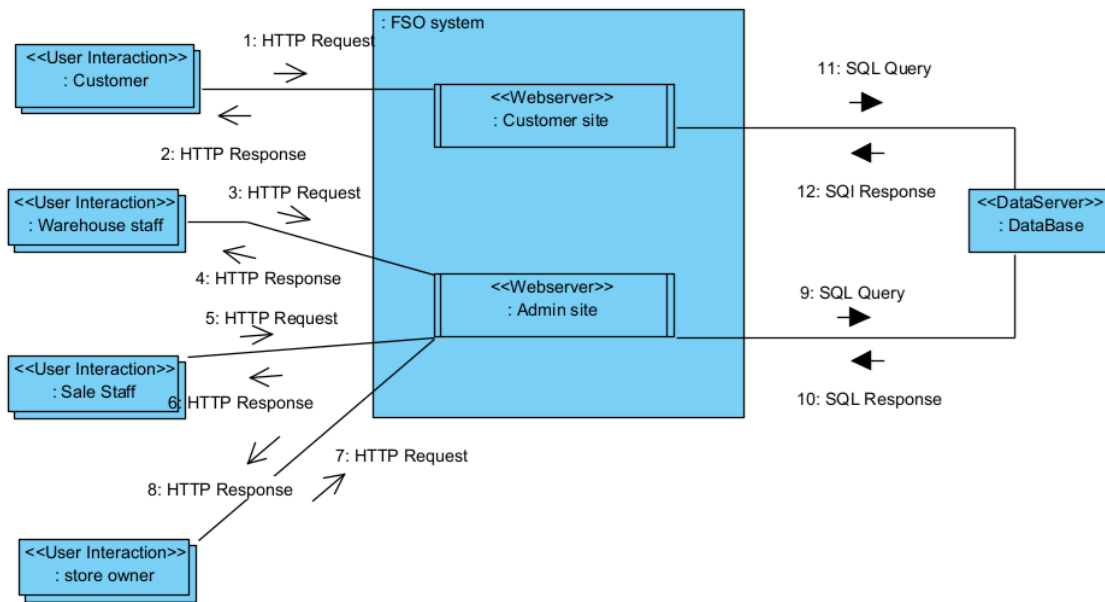 : FSO system
1: HTTP Request
<<User Interaction>>
: Customer
2: HTTP Response
<<Webserver>>
: Customer site
11: SQL Query
12: SQl Response
3: HTTP Request
<<User Interaction>>
: Warehouse staff
4: HTTP Response
<<DataServer>>
: DataBase
<<Webserver>>
: Admin site
9: SQL Query
10: SQL Response
5: HTTP Request
<<User Interaction>>
: Sale Staff
6: HTTP Response
7: HTTP Request
8: HTTP Response
<<User Interaction>>
: store owner